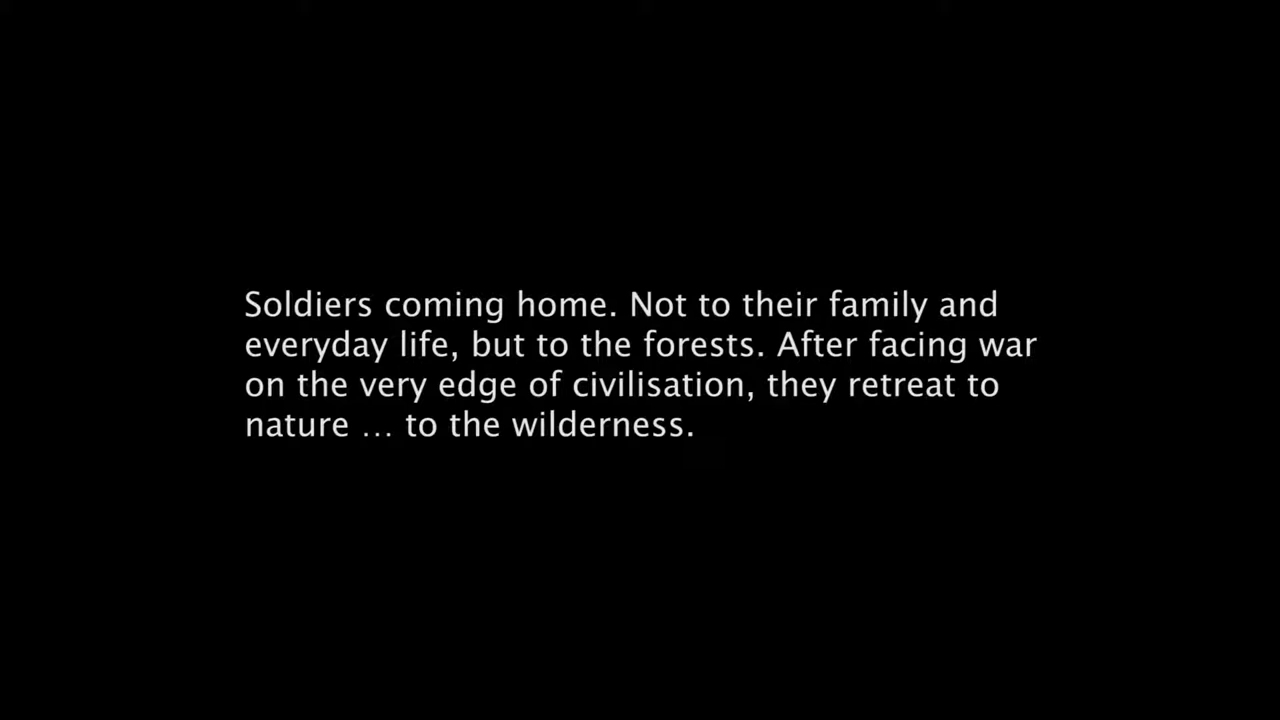 Soldiers coming home. Not to their family and
everyday life, but to the forests. After facing war
on the very edge of civilisation, they retreat to
nature … to the wilderness.